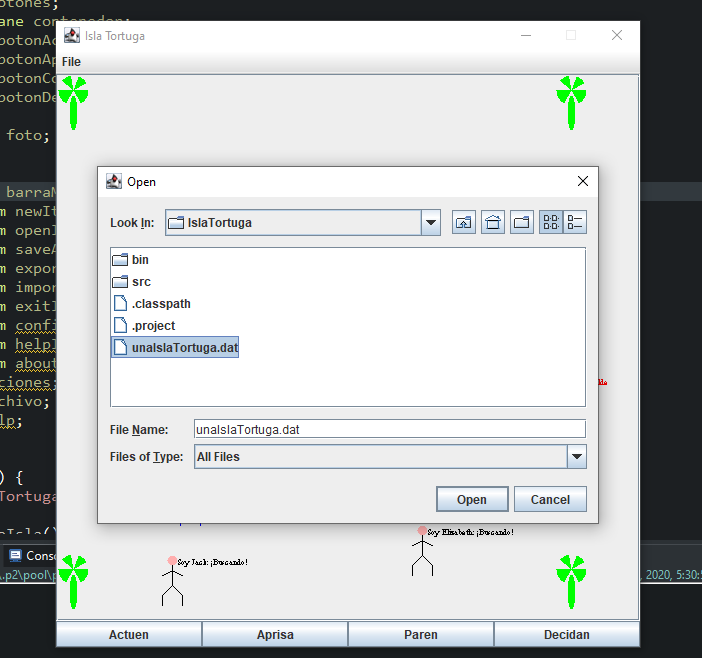 otones;
ane contenedor;
Isla Tortuga
botonAc
File
botonAp
botonCo
botonDe
foto;
Open
barraM
Look In:
IslaTortuga
m newIt
m openI
m saveA
m expor
m impor
m exitI
m confi
m helpI
m about
ciones;
chivo;
lp;
bin
src
.classpath
.project
unaIslaTortuga.dat
File Name:
unaIslaTortuga.dat
Files of Type:
All Files
Open
Cancel
) {
Tortuga
aIsla()
Soy Elizabeth: ¡Buscando!
Conso
Soy Jack: ¡Buscando!
\.p2\pool\p
, 2020, 5:30:5
Actuen
Aprisa
Paren
Decidan